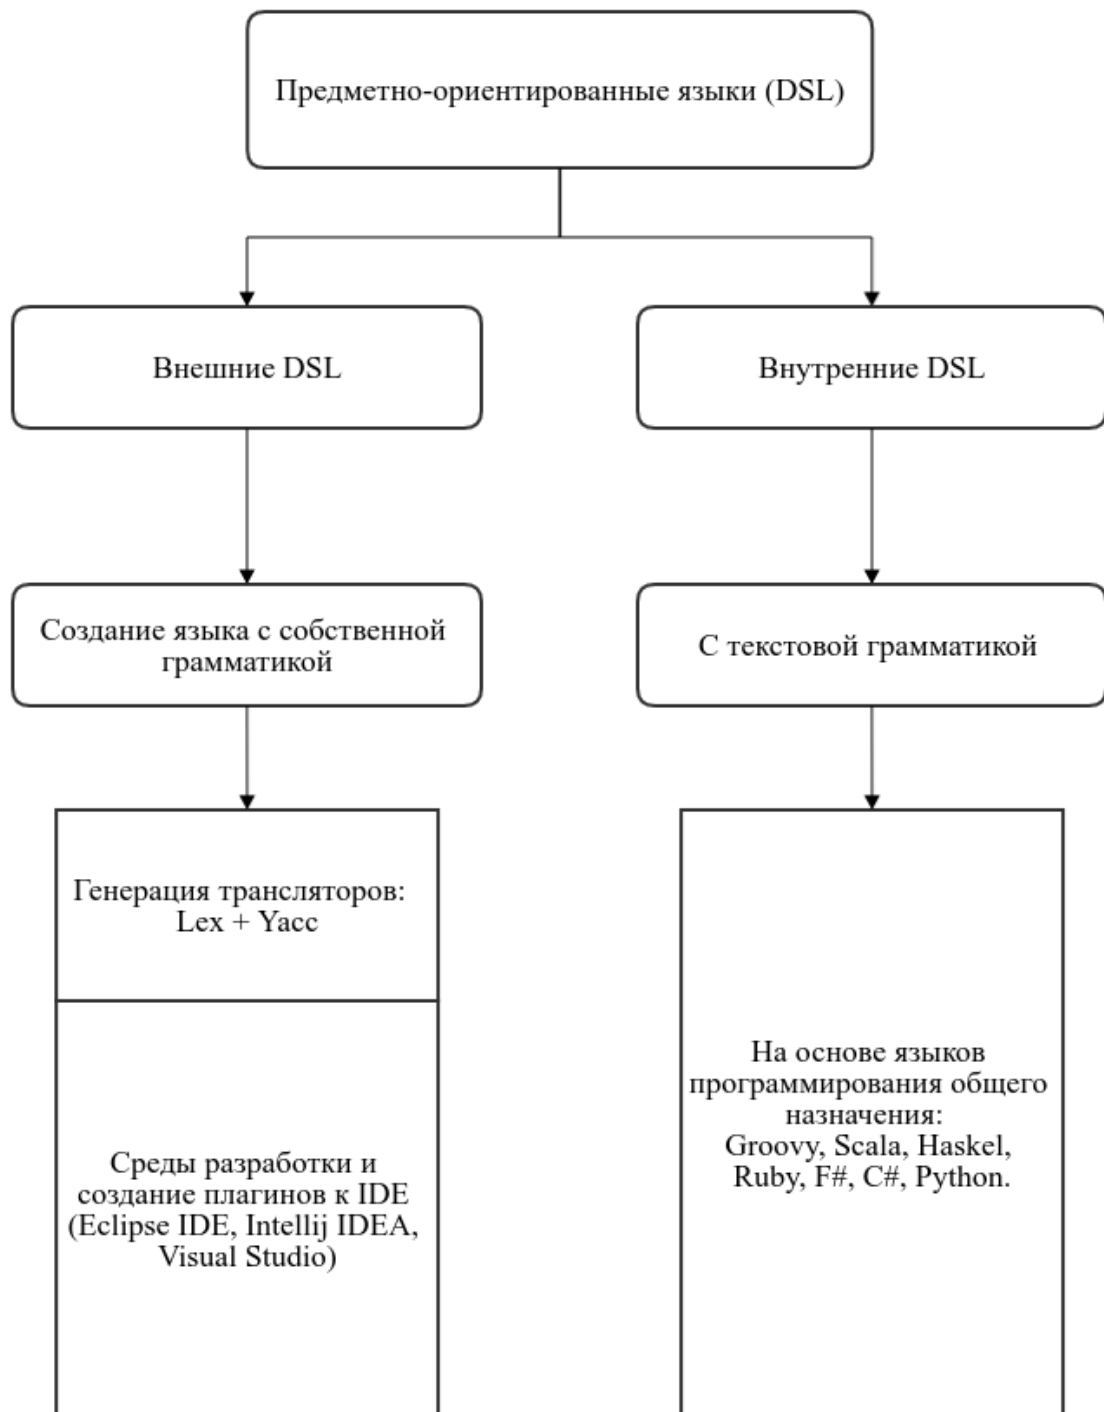 Предметно-ориентированные языки (DSL)
Внешние DSL
Внутренние DSL
Создание языка с собственной
грамматикой
С текстовой грамматикой
Генерация трансляторов:
Lex + Yacc
Среды разработки и
создание плагинов к IDE
(Eclipse IDE, Intellij IDEA,
Visual Studio)
На основе языков
программирования общего
назначения:
Groovy, Scala, Haskel,
Ruby, F#, C#, Python.